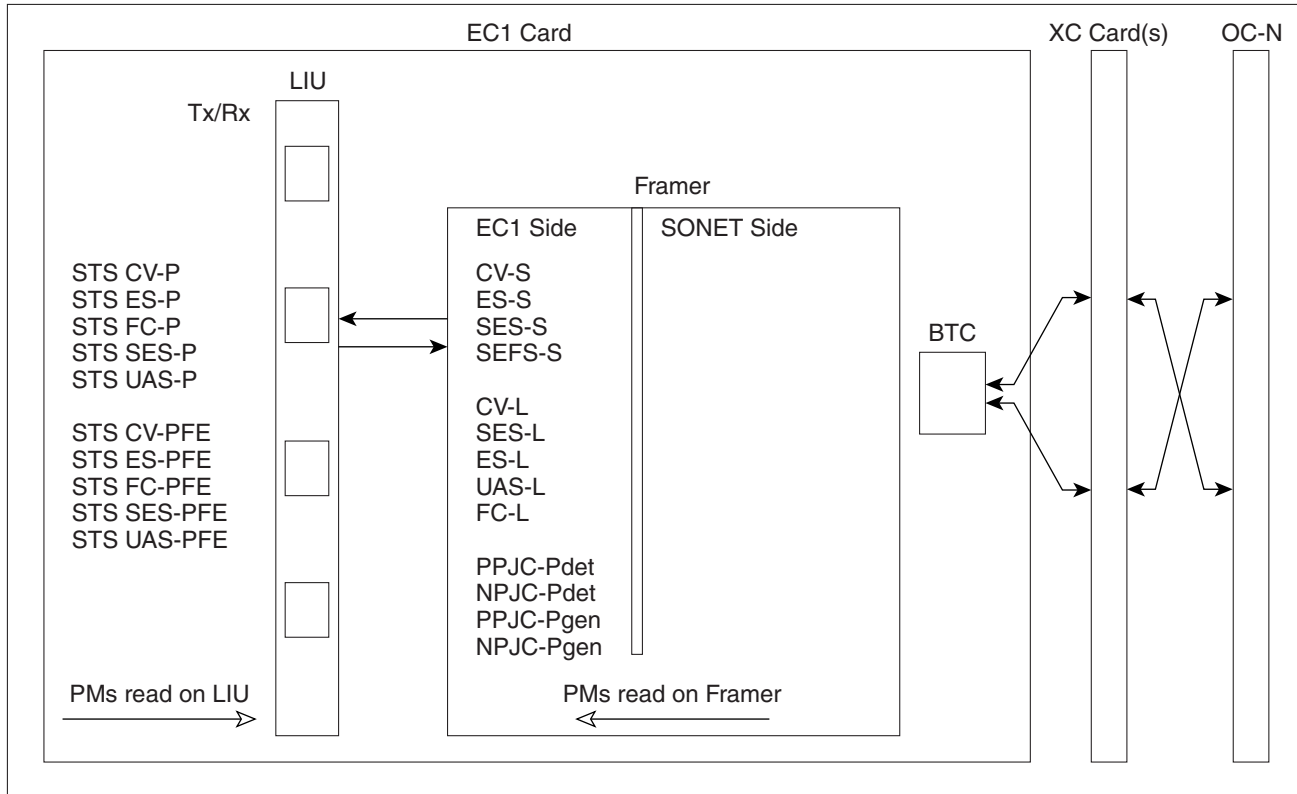 EC1 Card
XC Card(s)
OC-N
LIU
Tx/Rx
Framer
EC1 Side
SONET Side
STS CV-P
STS ES-P
STS FC-P
STS SES-P
STS UAS-P
STS CV-PFE
STS ES-PFE
STS FC-PFE
STS SES-PFE
STS UAS-PFE
CV-S
ES-S
SES-S
SEFS-S
CV-L
SES-L
ES-L
UAS-L
FC-L
PPJC-Pdet
NPJC-Pdet
PPJC-Pgen
NPJC-Pgen
BTC
PMs read on LIU
PMs read on Framer